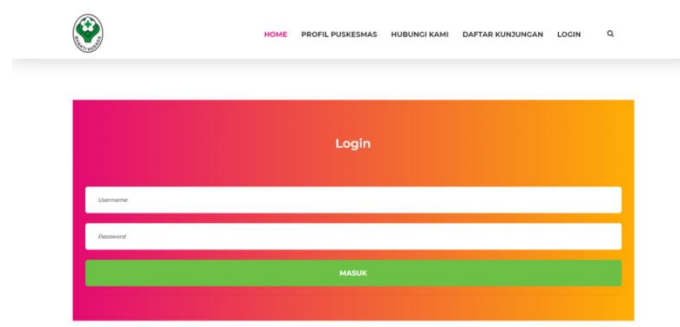 HOME PROFIL PUSKESMAS HUBUNGI KAMI DAFTAR KUNJUNGAN LOGIN
Login
Username
Password
MASUK